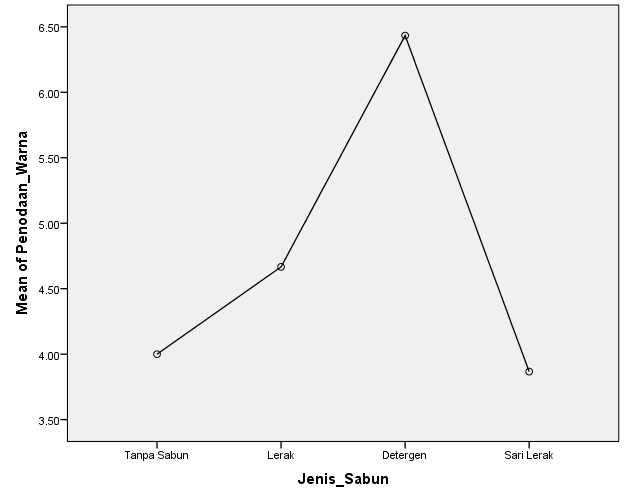 6.50
6.00
5.50
5.00
4.50
4.00
3.50
Mean of Penodaan_Warna
Tanpa Sabun
Lerak
Detergen
Sari Lerak
Jenis_Sabun